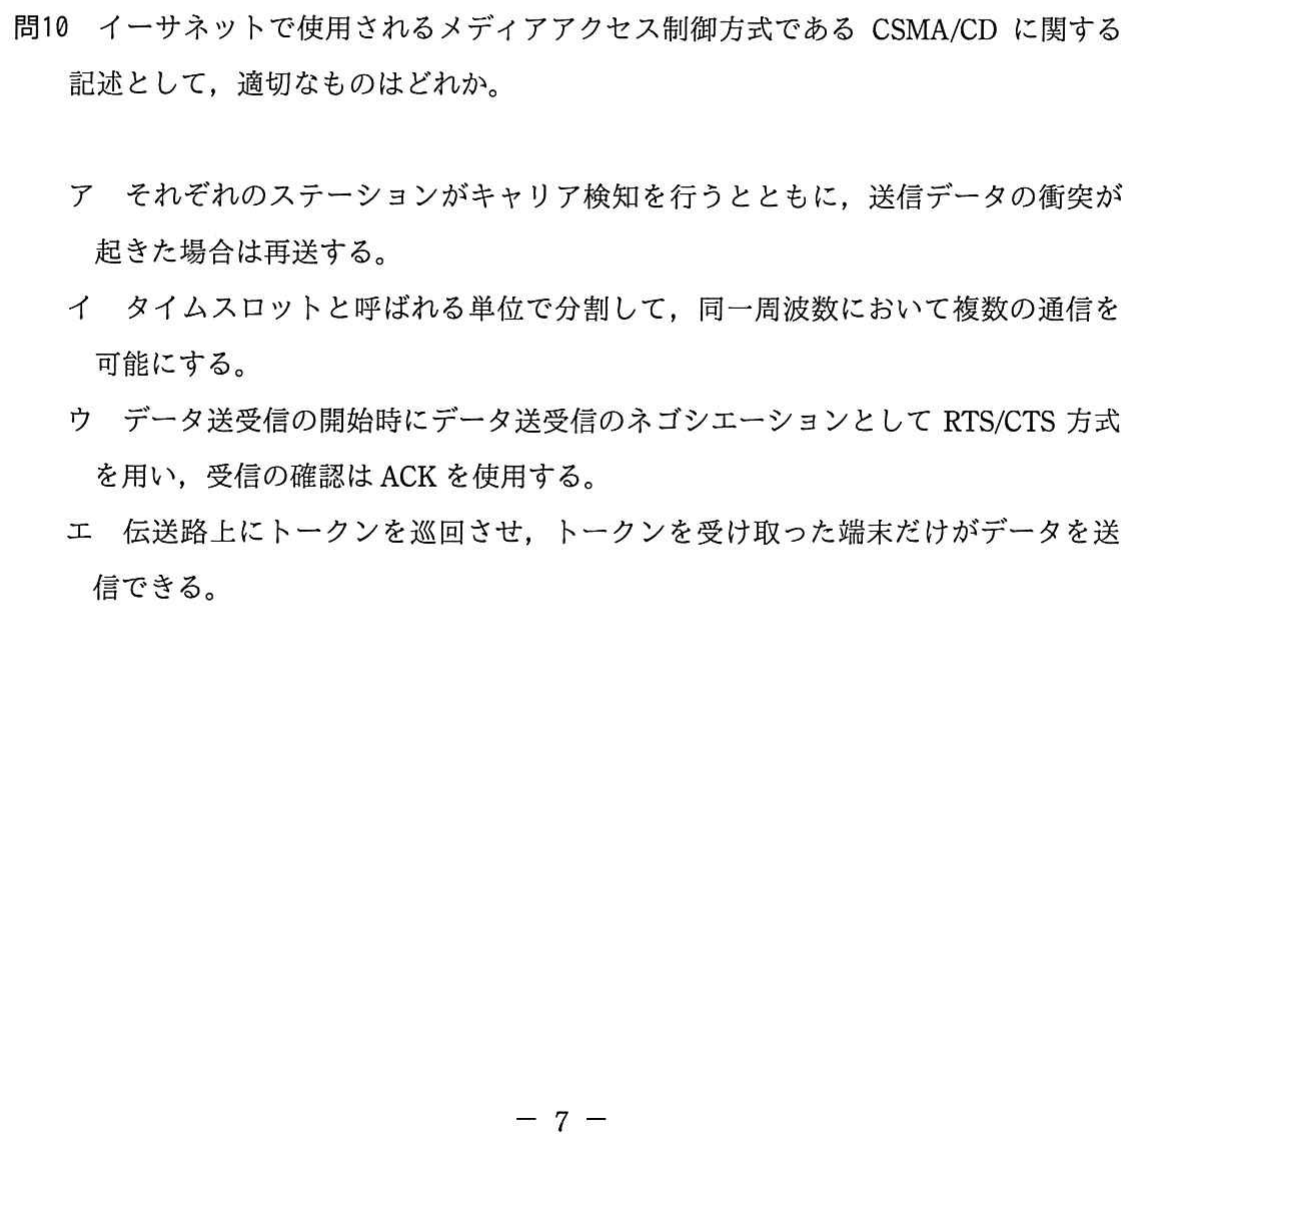 問10　イーサネットで使用されるメディアアクセス制御方式である CSMA/CD に関する
記述として，適切なものはどれか。
ア　それぞれのステーションがキャリア検知を行うとともに，送信データの衝突が
起きた場合は再送する。
イ　タイムスロットと呼ばれる単位で分割して，同一周波数において複数の通信を
可能にする。
ウ　データ送受信の開始時にデータ送受信のネゴシエーションとして RTS/CTS 方式
を用い，受信の確認は ACK を使用する。
エ　伝送路上にトークンを巡回させ，トークンを受け取った端末だけがデータを送
信できる。
－ 7 －